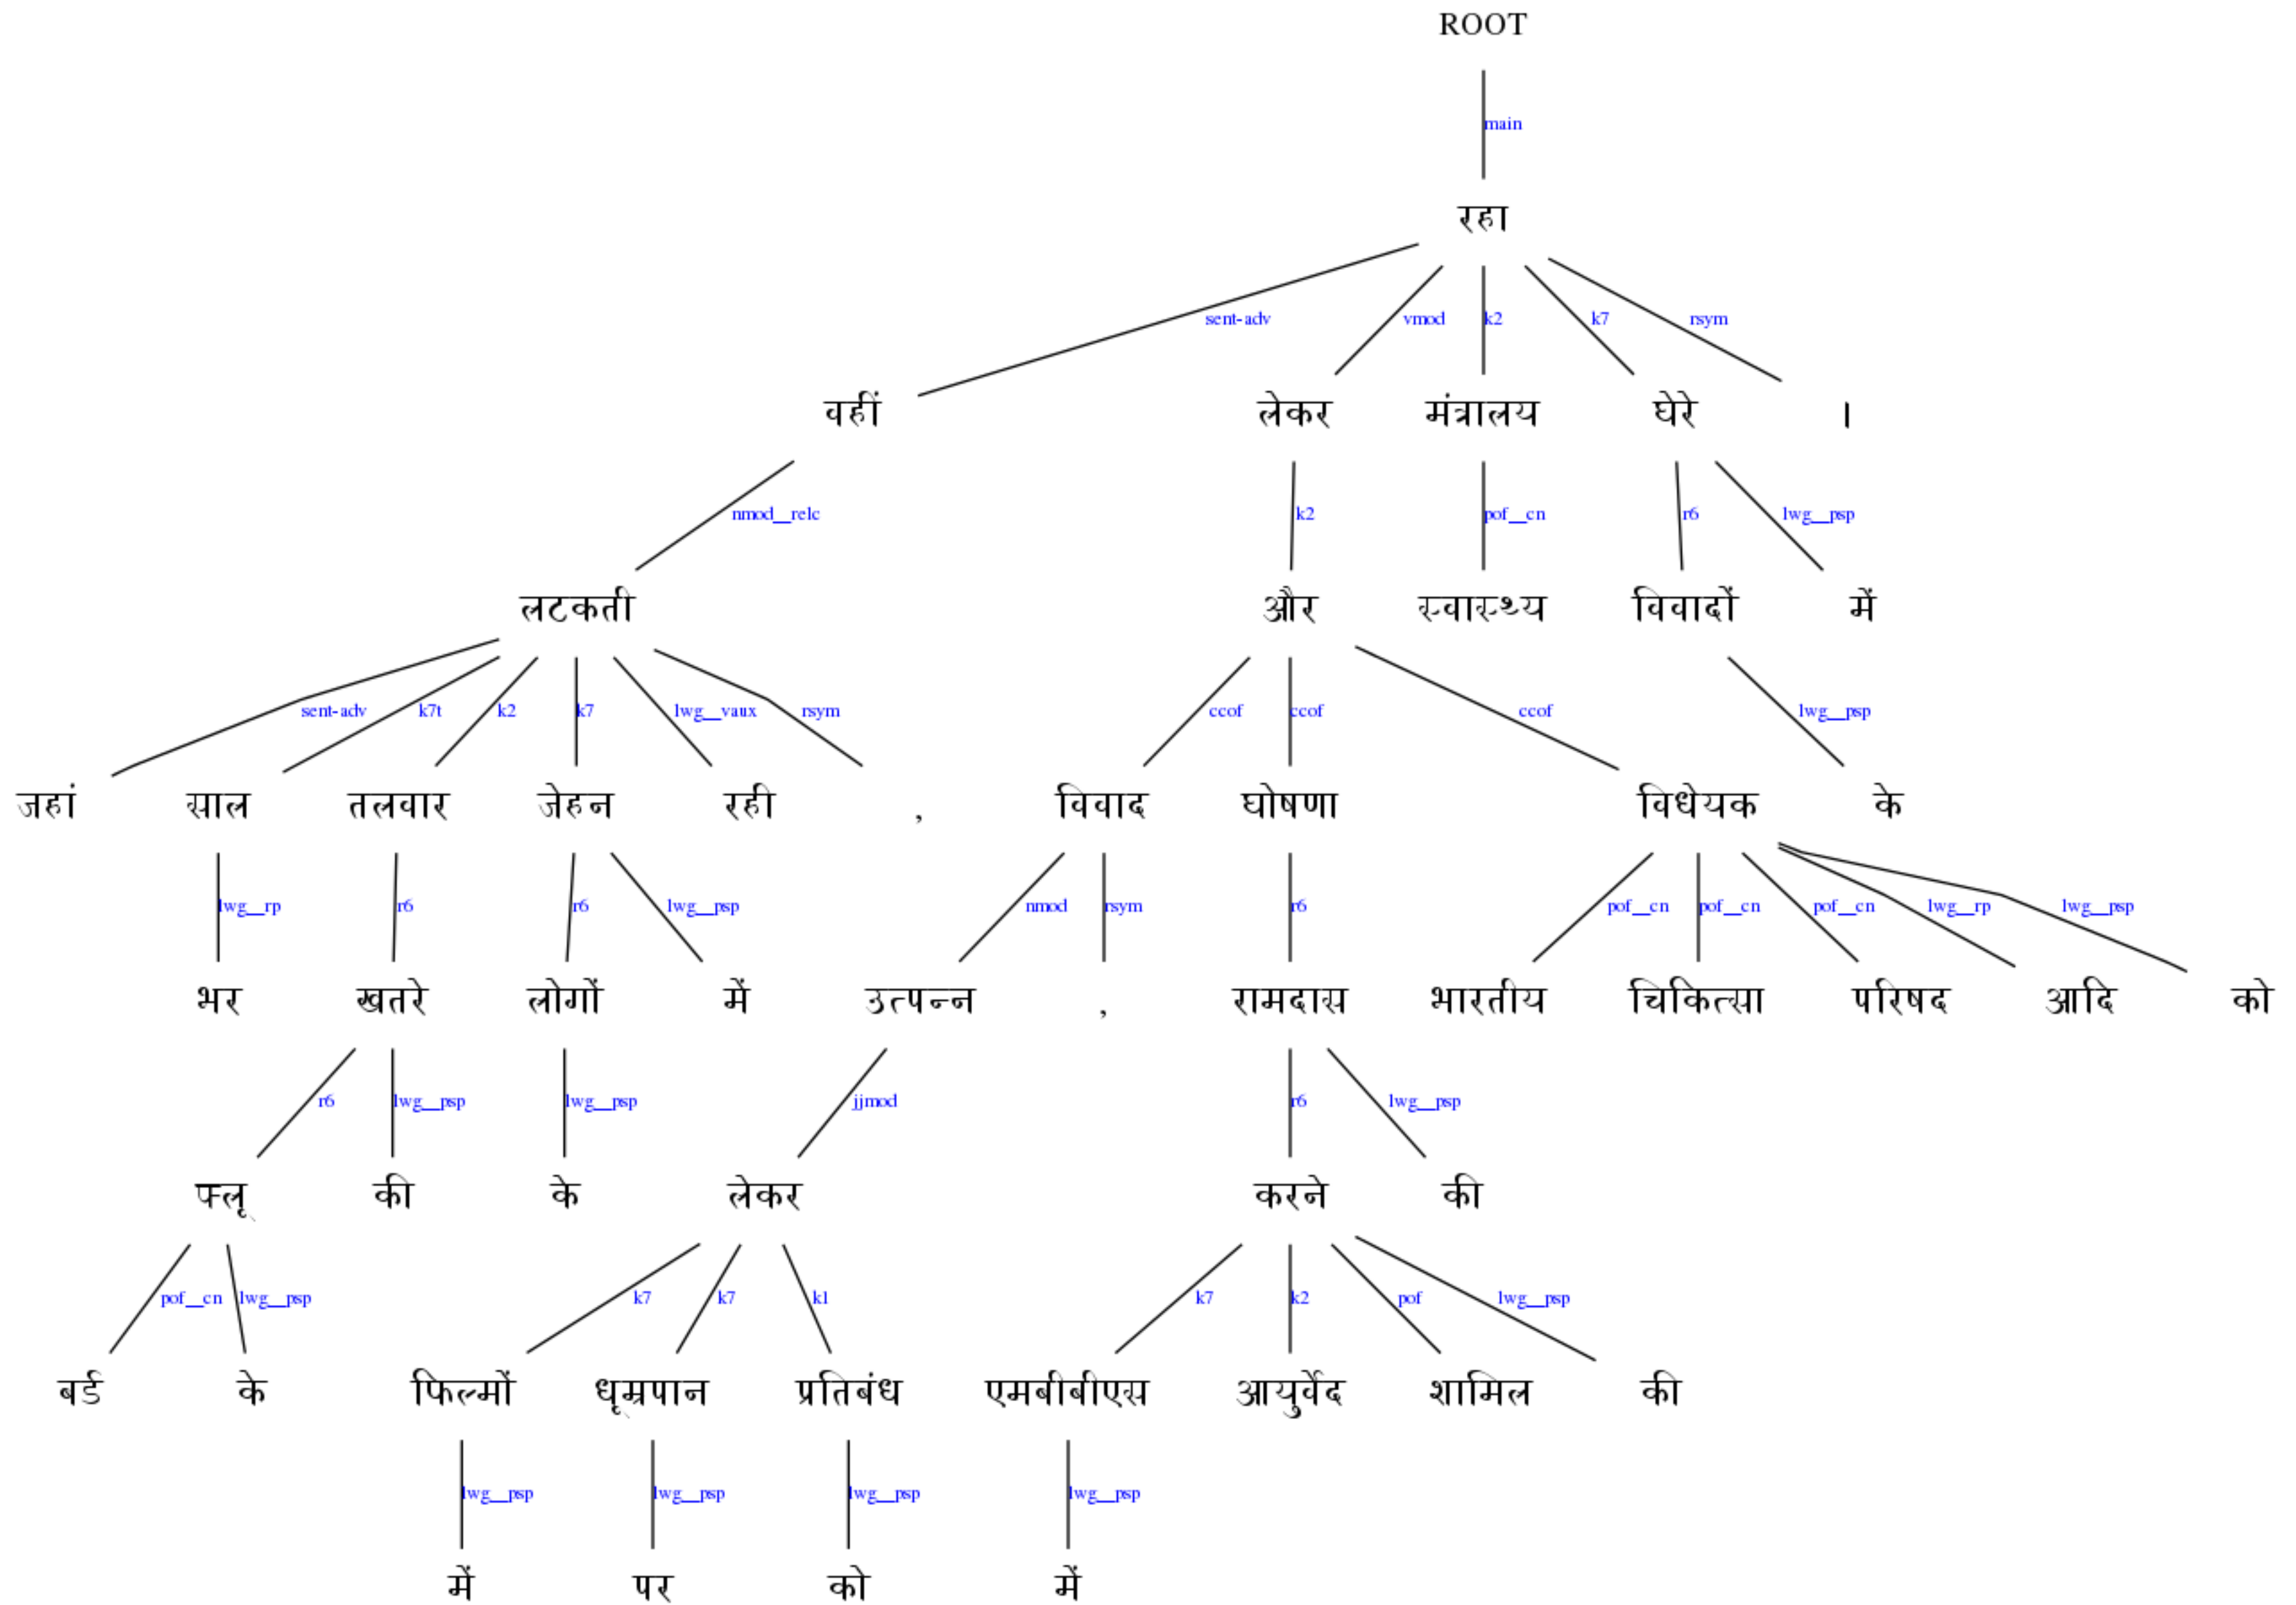 ROOT
main
रहा
sent-adv vmod k2 k7 rsym
वहीं लेकर मंत्रालय घेरे ।
nmod__relc k2 pof__cn r6 lwg__psp
लटकती और स्वास्थ्य विवादों में
sent-adv k7t k2 k7 lwg__vaux rsym ccof ccof ccof lwg__psp
जहां साल तलवार जेहन रही , विवाद घोषणा विधेयक के
lwg__rp r6 r6 lwg__psp nmod rsym r6 pof__cn pof__cn pof__cn lwg__rp lwg__psp
भर खतरे लोगों में उत्पन्न , रामदास भारतीय चिकित्सा परिषद आदि को
r6 lwg__psp lwg__psp jjmod r6 lwg__psp
फ्लू की के लेकर करने की
pof__cn lwg__psp k7 k7 k1 k7 k2 pof lwg__psp
बर्ड के फिल्मों धूम्रपान प्रतिबंध एमबीबीएस आयुर्वेद शामिल की
lwg__psp lwg__psp lwg__psp lwg__psp
में पर को में